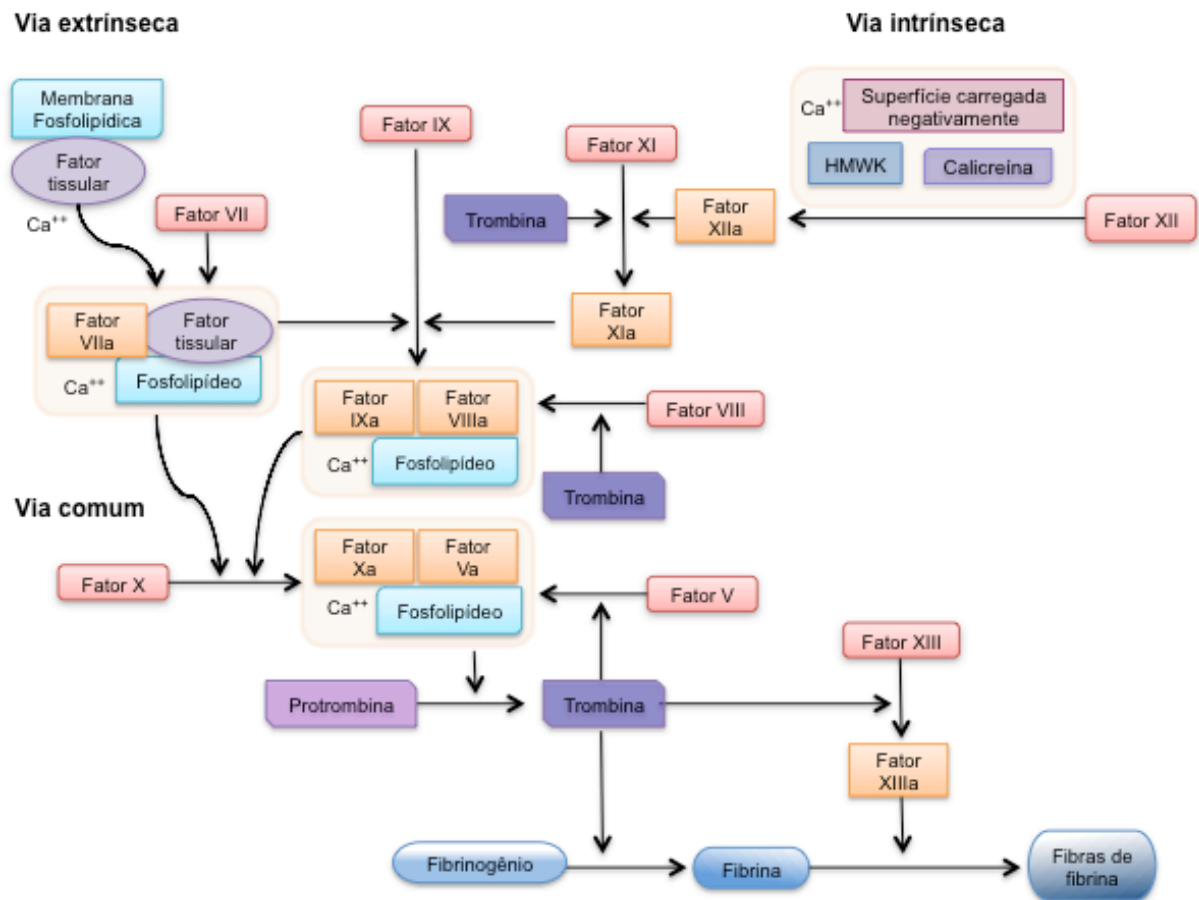 Via extrínseca
Via intrínseca
Membrana
Fosfolipídica
Fator
tissular
Ca⁺⁺
Fator VII
Fator IX
Fator XI
Ca⁺⁺
Superfície carregada
negativamente
HMWK
Calicreína
Trombina
Fator
XIIa
Fator XII
Fator
VIIa
Fator
tissular
Ca⁺⁺
Fosfolipídeo
Fator
XIa
Fator
IXa
Fator
VIIIa
Ca⁺⁺
Fosfolipídeo
Fator VIII
Trombina
Via comum
Fator X
Fator
Xa
Fator
Va
Ca⁺⁺
Fosfolipídeo
Fator V
Fator XIII
Protrombina
Trombina
Fator
XIIIa
Fibrinogênio
Fibrina
Fibras de
fibrina